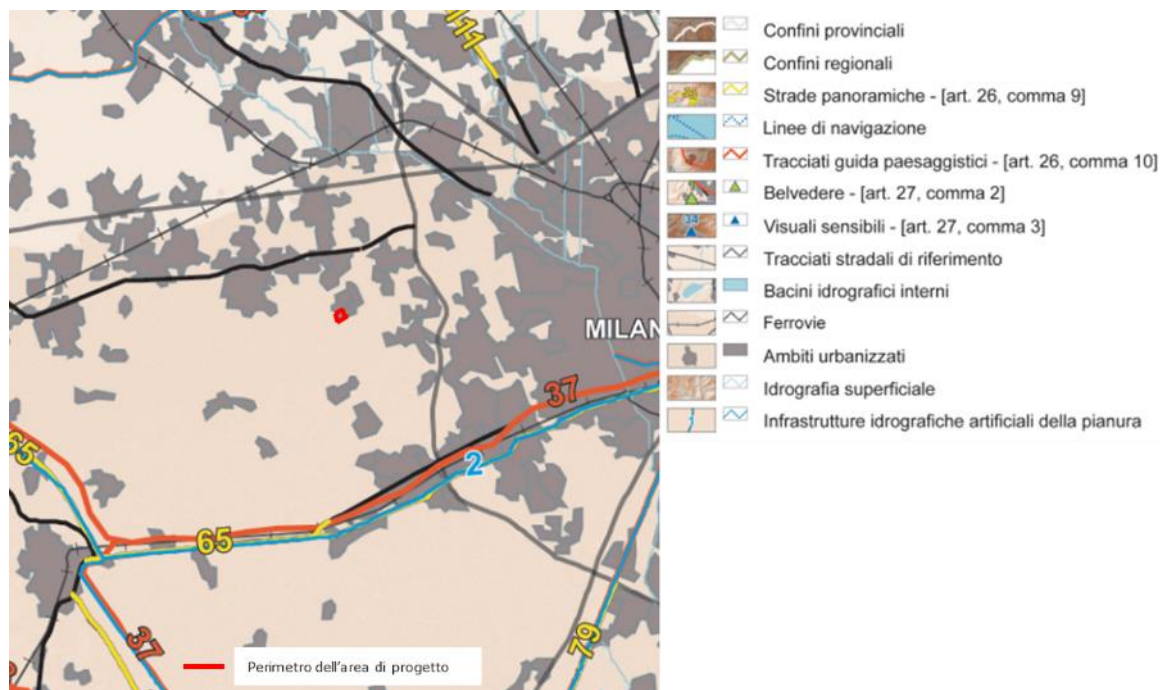 111
MILAN
37
2
65
65
37
79
Perimetro dell'area di progetto
Confini provinciali
Confini regionali
Strade panoramiche - [art. 26, comma 9]
Linee di navigazione
Tracciati guida paesaggistici - [art. 26, comma 10]
Belvedere - [art. 27, comma 2]
34
Visuali sensibili - [art. 27, comma 3]
Tracciati stradali di riferimento
Bacini idrografici interni
Ferrovie
Ambiti urbanizzati
Idrografia superficiale
Infrastrutture idrografiche artificiali della pianura